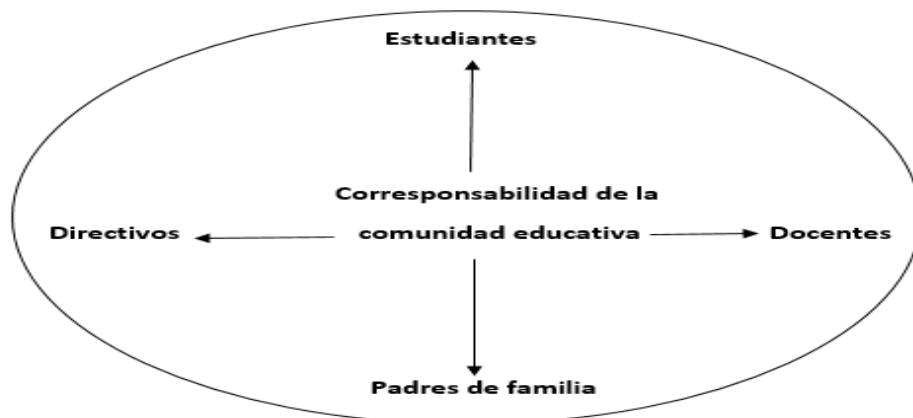 Estudiantes
Corresponsabilidad de la
Directivos
comunidad educativa
Docentes
Padres de familia